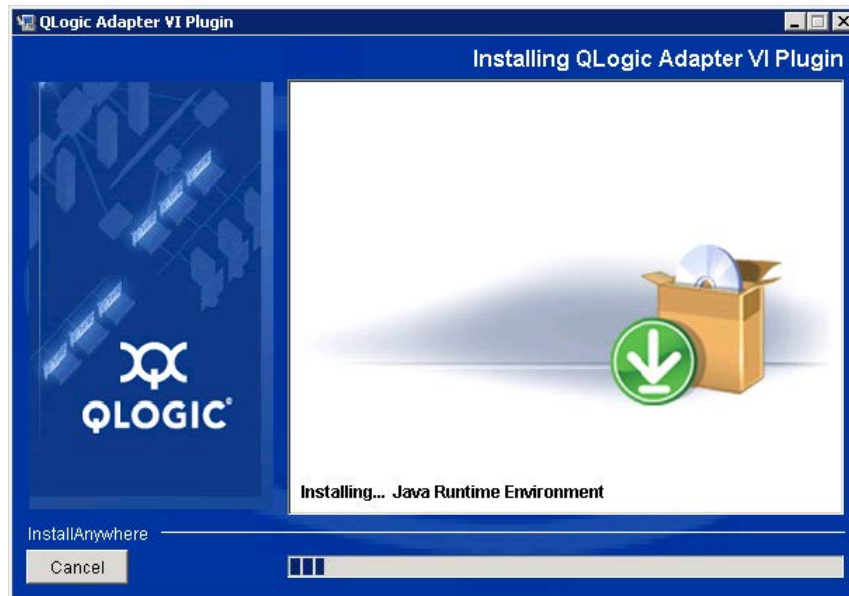 QLogic Adapter VI Plugin
Installing QLogic Adapter VI Plugin
QLOGIC®
Installing... Java Runtime Environment
InstallAnywhere
Cancel